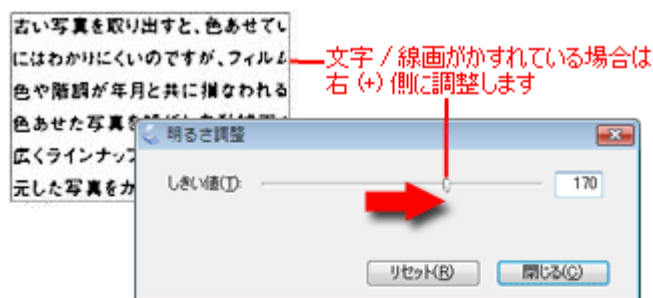 古い写真を取り出すと、色あせてい
にはわかりにくいのですが、フィルム
色や階調が年月と共に損なわれる
色あせた写真を
広くラインナップ
元した写真をカ
文字 / 線画がかすれている場合は
右 (+) 側に調整します
明るさ調整
しきい値(T):
170
リセット(R)
閉じる(C)